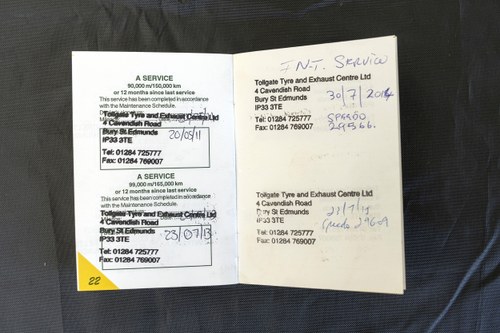 A SERVICE
90,000 m/150,000 km
or 12 months since last service
This service has been completed in accordance
with the Maintenance Schedule.
Tollgate Tyre and Exhaust Centre Ltd
4 Cavendish Road
Bury St Edmunds
IP33 3TE
20/05/11
Tel: 01284 725777
Fax: 01284 769007
A SERVICE
99,000 m/165,000 km
or 12 months since last service
This service has been completed in accordance
with the Maintenance Schedule.
Tollgate Tyre and Exhaust Centre Ltd
4 Cavendish Road
Bury St Edmunds
IP33 3TE
23/07/13
Tel: 01284 725777
Fax: 01284 769007
22
INT. SERVICE
Tollgate Tyre and Exhaust Centre Ltd
4 Cavendish Road
Bury St Edmunds
IP33 3TE
30/7/2014
Tel: 01284 725777
Fax: 01284 769007
SPEEDO
Tollgate Tyre and Exhaust Centre Ltd
4 Cavendish Road
Bury St Edmunds
IP33 3TE
Tel: 01284 725777
Fax: 01284 769007